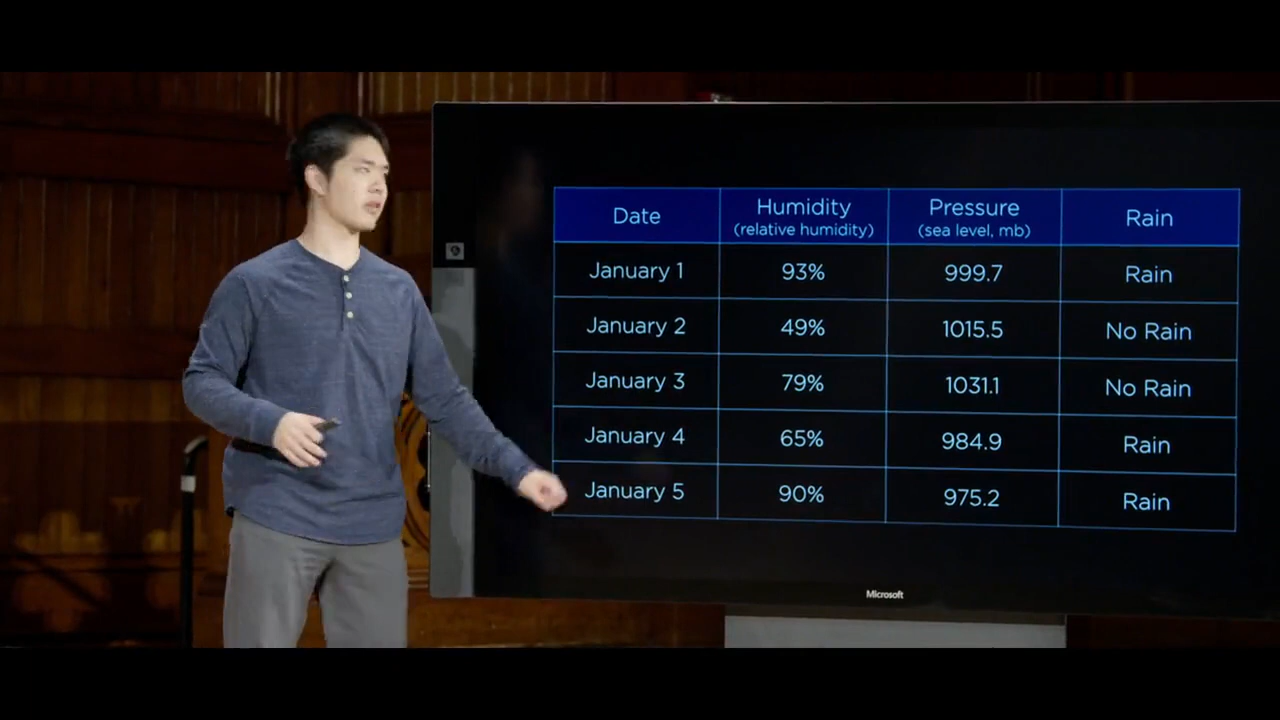 Date Humidity Pressure Rain
(relative humidity) (sea level, mb)
January 1 93% 999.7 Rain
January 2 49% 1015.5 No Rain
January 3 79% 1031.1 No Rain
January 4 65% 984.9 Rain
January 5 90% 975.2 Rain
Microsoft